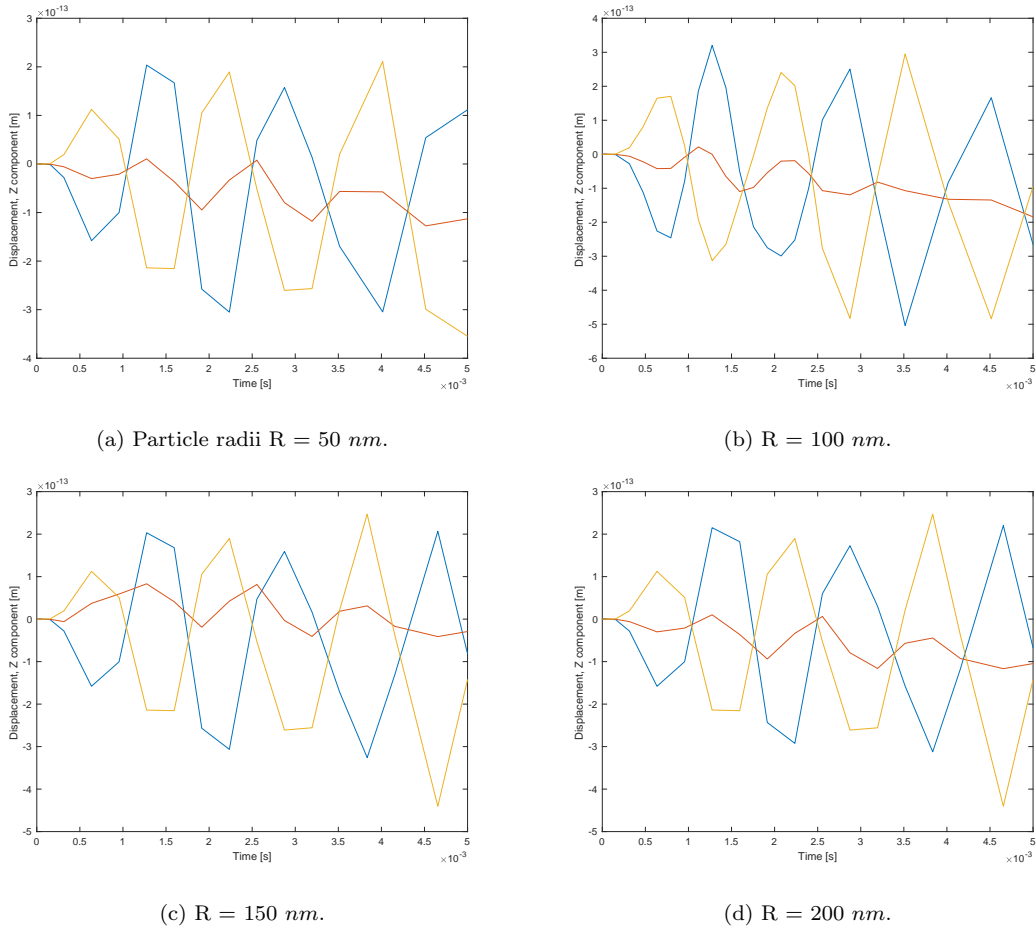 ×10⁻¹³
3
2
1
0
-1
-2
-3
-4
Displacement, Z component [m]
0 0.5 1 1.5 2 2.5 3 3.5 4 4.5 5
Time [s]
×10⁻³
(a) Particle radii R = 50 nm.
×10⁻¹³
4
3
2
1
0
-1
-2
-3
-4
-5
-6
Displacement, Z component [m]
0 0.5 1 1.5 2 2.5 3 3.5 4 4.5 5
Time [s]
×10⁻³
(b) R = 100 nm.
×10⁻¹³
3
2
1
0
-1
-2
-3
-4
-5
Displacement, Z component [m]
0 0.5 1 1.5 2 2.5 3 3.5 4 4.5 5
Time [s]
×10⁻³
(c) R = 150 nm.
×10⁻¹³
3
2
1
0
-1
-2
-3
-4
-5
Displacement, Z component [m]
0 0.5 1 1.5 2 2.5 3 3.5 4 4.5 5
Time [s]
×10⁻³
(d) R = 200 nm.